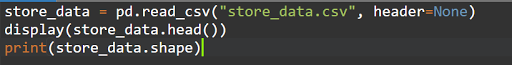 store_data = pd.read_csv("store_data.csv", header=None)
display(store_data.head())
print(store_data.shape)